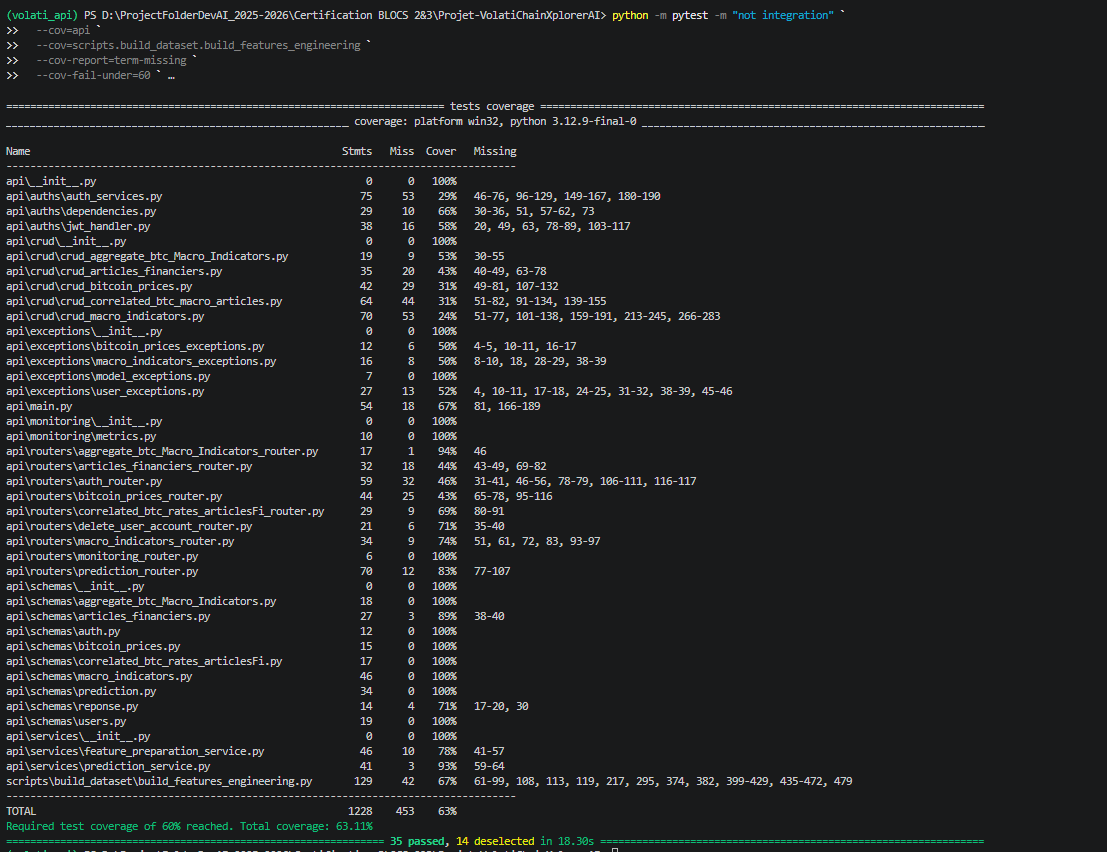 (volati_api) PS D:\ProjectFolderDevAI_2025-2026\Certification BLOCS 2&3\Projet-VolatiChainXplorerAI> python -m pytest -m "not integration" `
>>   --cov=api `
>>   --cov=scripts.build_dataset.build_features_engineering `
>>   --cov-report=term-missing `
>>   --cov-fail-under=60 ` …
================ tests coverage ================
________________ coverage: platform win32, python 3.12.9-final-0 ________________
Name Stmts Miss Cover Missing
--------------------------------
api\__init__.py 0 0 100%
api\auths\auth_services.py 75 53 29% 46-76, 96-129, 149-167, 180-190
api\auths\dependencies.py 29 10 66% 30-36, 51, 57-62, 73
api\auths\jwt_handler.py 38 16 58% 20, 49, 63, 78-89, 103-117
api\crud\__init__.py 0 0 100%
api\crud\crud_aggregate_btc_Macro_Indicators.py 19 9 53% 30-55
api\crud\crud_articles_financiers.py 35 20 43% 40-49, 63-78
api\crud\crud_bitcoin_prices.py 42 29 31% 49-81, 107-132
api\crud\crud_correlated_btc_macro_articles.py 64 44 31% 51-82, 91-134, 139-155
api\crud\crud_macro_indicators.py 70 53 24% 51-77, 101-138, 159-191, 213-245, 266-283
api\exceptions\__init__.py 0 0 100%
api\exceptions\bitcoin_prices_exceptions.py 12 6 50% 4-5, 10-11, 16-17
api\exceptions\macro_indicators_exceptions.py 16 8 50% 8-10, 18, 28-29, 38-39
api\exceptions\model_exceptions.py 7 0 100%
api\exceptions\user_exceptions.py 27 13 52% 4, 10-11, 17-18, 24-25, 31-32, 38-39, 45-46
api\main.py 54 18 67% 81, 166-189
api\monitoring\__init__.py 0 0 100%
api\monitoring\metrics.py 10 0 100%
api\routers\aggregate_btc_Macro_Indicators_router.py 17 1 94% 46
api\routers\articles_financiers_router.py 32 18 44% 43-49, 69-82
api\routers\auth_router.py 59 32 46% 31-41, 46-56, 78-79, 106-111, 116-117
api\routers\bitcoin_prices_router.py 44 25 43% 65-78, 95-116
api\routers\correlated_btc_rates_articlesFi_router.py 29 9 69% 80-91
api\routers\delete_user_account_router.py 21 6 71% 35-40
api\routers\macro_indicators_router.py 34 9 74% 51, 61, 72, 83, 93-97
api\routers\monitoring_router.py 6 0 100%
api\routers\prediction_router.py 70 12 83% 77-107
api\schemas\__init__.py 0 0 100%
api\schemas\aggregate_btc_Macro_Indicators.py 18 0 100%
api\schemas\articles_financiers.py 27 3 89% 38-40
api\schemas\auth.py 12 0 100%
api\schemas\bitcoin_prices.py 15 0 100%
api\schemas\correlated_btc_rates_articlesFi.py 17 0 100%
api\schemas\macro_indicators.py 46 0 100%
api\schemas\prediction.py 34 0 100%
api\schemas\reponse.py 14 4 71% 17-20, 30
api\schemas\users.py 19 0 100%
api\services\__init__.py 0 0 100%
api\services\feature_preparation_service.py 46 10 78% 41-57
api\services\prediction_service.py 41 3 93% 59-64
scripts\build_dataset\build_features_engineering.py 129 42 67% 61-99, 108, 113, 119, 217, 295, 374, 382, 399-429, 435-472, 479
--------------------------------
TOTAL 1228 453 63%
Required test coverage of 60% reached. Total coverage: 63.11%
================ 35 passed, 14 deselected in 18.30s ================